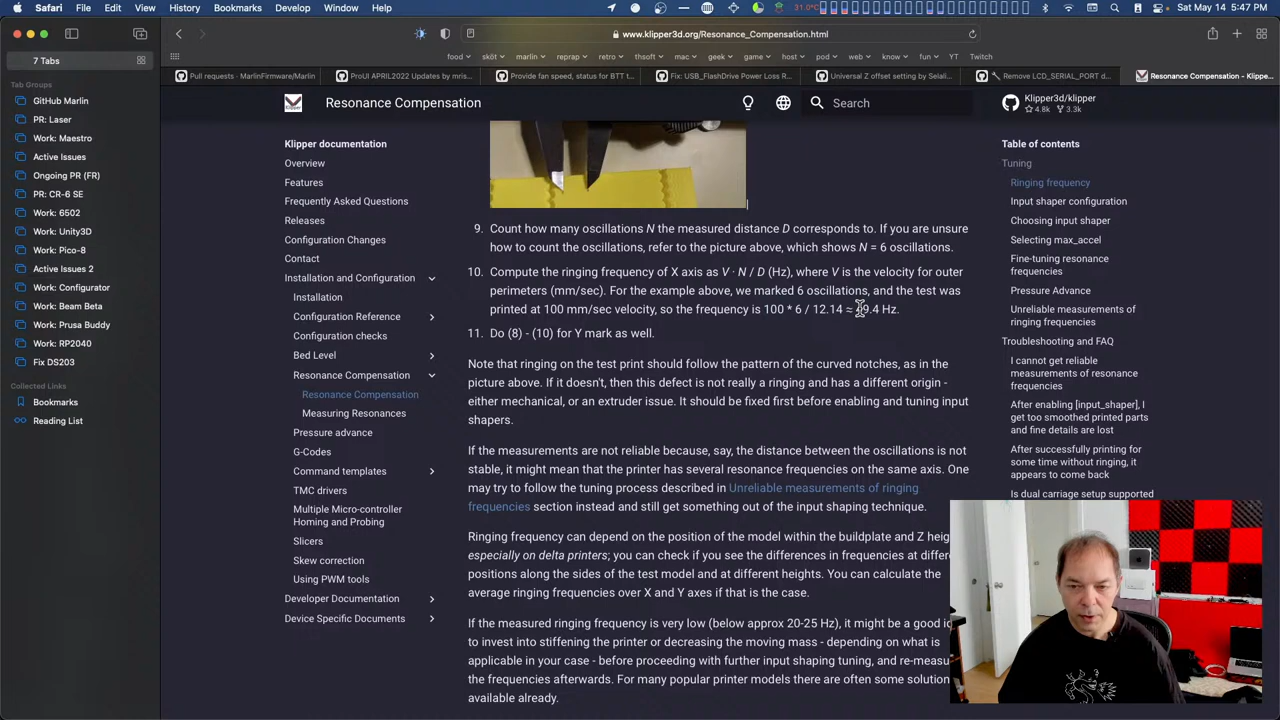 Safari File Edit View History Bookmarks Develop Window Help
31.0°C
Sat May 14 5:47 PM
7 Tabs
www.klipper3d.org/Resonance_Compensation.html
food sköt marlin reprap retro thsoft mac geek game host pod web know fun YT Twitch
Pull requests · MarlinFirmware/Marlin
ProUI APRIL2022 Updates by mris...
Provide fan speed, status for BTT t...
Fix: USB_FlashDrive Power Loss R...
Universal Z offset setting by Seiali...
Remove LCD_SERIAL_PORT d...
Resonance Compensation - Klippe...
Tab Groups
GitHub Marlin
PR: Laser
Work: Maestro
Active Issues
Ongoing PR (FR)
PR: CR-6 SE
Work: 6502
Work: Unity3D
Work: Pico-8
Active Issues 2
Work: Configurator
Work: Beam Beta
Work: Prusa Buddy
Work: RP2040
Fix DS203
Collected Links
Bookmarks
Reading List
Resonance Compensation
Search
Klipper3d/klipper
4.8k 3.3k
Klipper documentation
Overview
Features
Frequently Asked Questions
Releases
Configuration Changes
Contact
Installation and Configuration
Installation
Configuration Reference
Configuration checks
Bed Level
Resonance Compensation
Resonance Compensation
Measuring Resonances
Pressure advance
G-Codes
Command templates
TMC drivers
Multiple Micro-controller
Homing and Probing
Slicers
Skew correction
Using PWM tools
Developer Documentation
Device Specific Documents
9. Count how many oscillations N the measured distance D corresponds to. If you are unsure
how to count the oscillations, refer to the picture above, which shows N = 6 oscillations.
10. Compute the ringing frequency of X axis as V · N / D (Hz), where V is the velocity for outer
perimeters (mm/sec). For the example above, we marked 6 oscillations, and the test was
printed at 100 mm/sec velocity, so the frequency is 100 * 6 / 12.14 ≈ 49.4 Hz.
11. Do (8) - (10) for Y mark as well.
Note that ringing on the test print should follow the pattern of the curved notches, as in the
picture above. If it doesn't, then this defect is not really a ringing and has a different origin -
either mechanical, or an extruder issue. It should be fixed first before enabling and tuning input
shapers.
If the measurements are not reliable because, say, the distance between the oscillations is not
stable, it might mean that the printer has several resonance frequencies on the same axis. One
may try to follow the tuning process described in Unreliable measurements of ringing
frequencies section instead and still get something out of the input shaping technique.
Ringing frequency can depend on the position of the model within the buildplate and Z heig
especially on delta printers; you can check if you see the differences in frequencies at differe
positions along the sides of the test model and at different heights. You can calculate the
average ringing frequencies over X and Y axes if that is the case.
If the measured ringing frequency is very low (below approx 20-25 Hz), it might be a good i
to invest into stiffening the printer or decreasing the moving mass - depending on what is
applicable in your case - before proceeding with further input shaping tuning, and re-measu
the frequencies afterwards. For many popular printer models there are often some solution
available already.
Table of contents
Tuning
Ringing frequency
Input shaper configuration
Choosing input shaper
Selecting max_accel
Fine-tuning resonance
frequencies
Pressure Advance
Unreliable measurements of
ringing frequencies
Troubleshooting and FAQ
I cannot get reliable
measurements of resonance
frequencies
After enabling [input_shaper], I
get too smoothed printed parts
and fine details are lost
After successfully printing for
some time without ringing, it
appears to come back
Is dual carriage setup supported